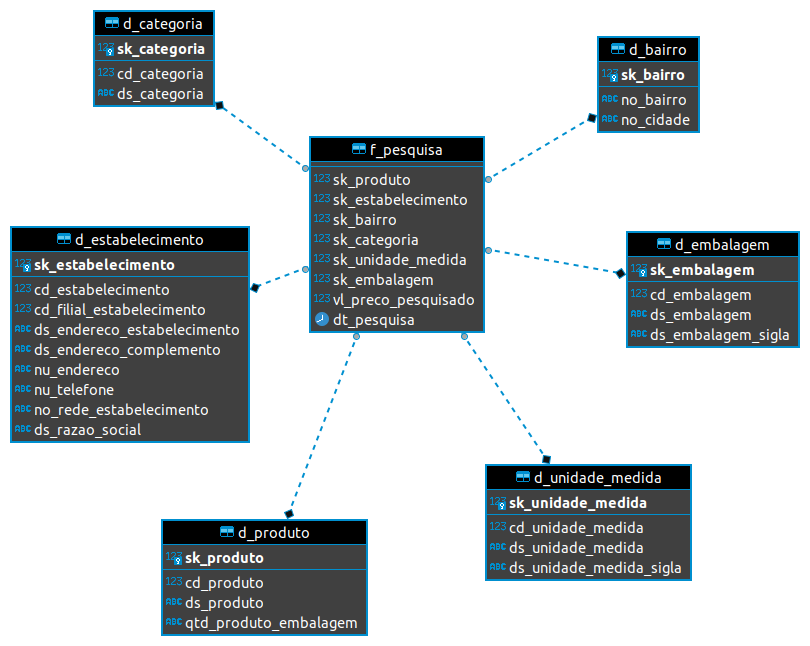 d_categoria
123 sk_categoria
123 cd_categoria
ABC ds_categoria
d_bairro
123 sk_bairro
ABC no_bairro
ABC no_cidade
f_pesquisa
123 sk_produto
123 sk_estabelecimento
123 sk_bairro
123 sk_categoria
123 sk_unidade_medida
123 sk_embalagem
123 vl_preco_pesquisado
dt_pesquisa
d_estabelecimento
123 sk_estabelecimento
123 cd_estabelecimento
123 cd_filial_estabelecimento
ABC ds_endereco_estabelecimento
ABC ds_endereco_complemento
ABC nu_endereco
ABC nu_telefone
ABC no_rede_estabelecimento
ABC ds_razao_social
d_embalagem
123 sk_embalagem
123 cd_embalagem
ABC ds_embalagem
ABC ds_embalagem_sigla
d_unidade_medida
123 sk_unidade_medida
123 cd_unidade_medida
ABC ds_unidade_medida
ABC ds_unidade_medida_sigla
d_produto
123 sk_produto
123 cd_produto
ABC ds_produto
ABC qtd_produto_embalagem